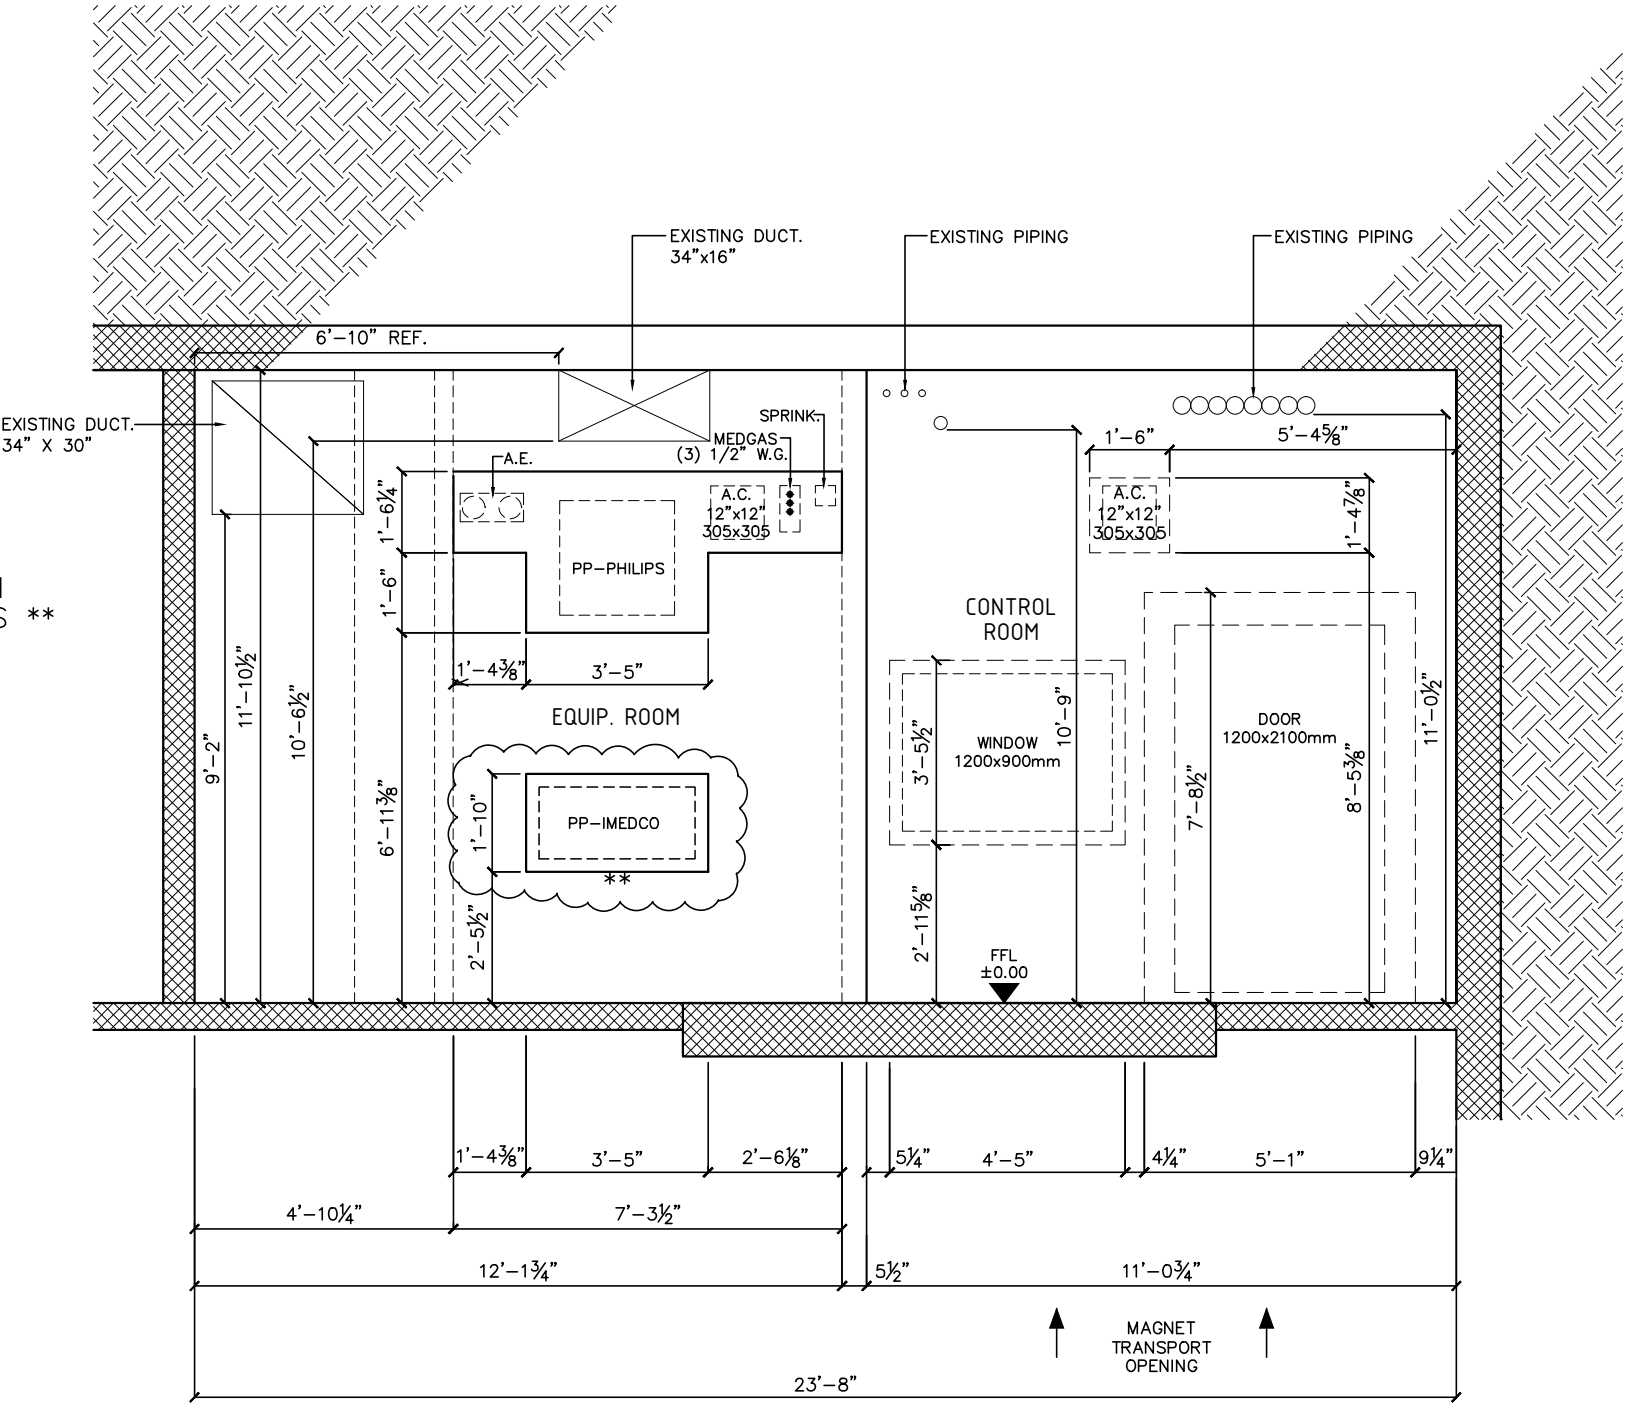 EXISTING DUCT.
34"x16"
EXISTING PIPING
EXISTING PIPING
6'-10" REF.
EXISTING DUCT.
34" X 30"
SPRINK.
MEDGAS
(3) 1/2" W.G.
A.E.
1'-6"
5'-4⅝"
A.C.
12"x12"
305x305
A.C.
12"x12"
305x305
1'-6¼"
1'-4⅞"
PP-PHILIPS
1'-6"
**
CONTROL
ROOM
1'-4⅜"
3'-5"
9'-2"
11'-10½"
10'-6½"
6'-11⅜"
EQUIP. ROOM
10'-9"
11'-0½"
DOOR
1200x2100mm
WINDOW
1200x900mm
3'-5½"
7'-8½"
8'-5⅜"
1'-10"
PP-IMEDCO
**
2'-5½"
2'-11⅝"
FFL
±0.00
1'-4⅜"
3'-5"
2'-6⅛"
5¼"
4'-5"
4¼"
5'-1"
9¼"
4'-10¼"
7'-3½"
12'-1¾"
5½"
11'-0¾"
MAGNET
TRANSPORT
OPENING
23'-8"